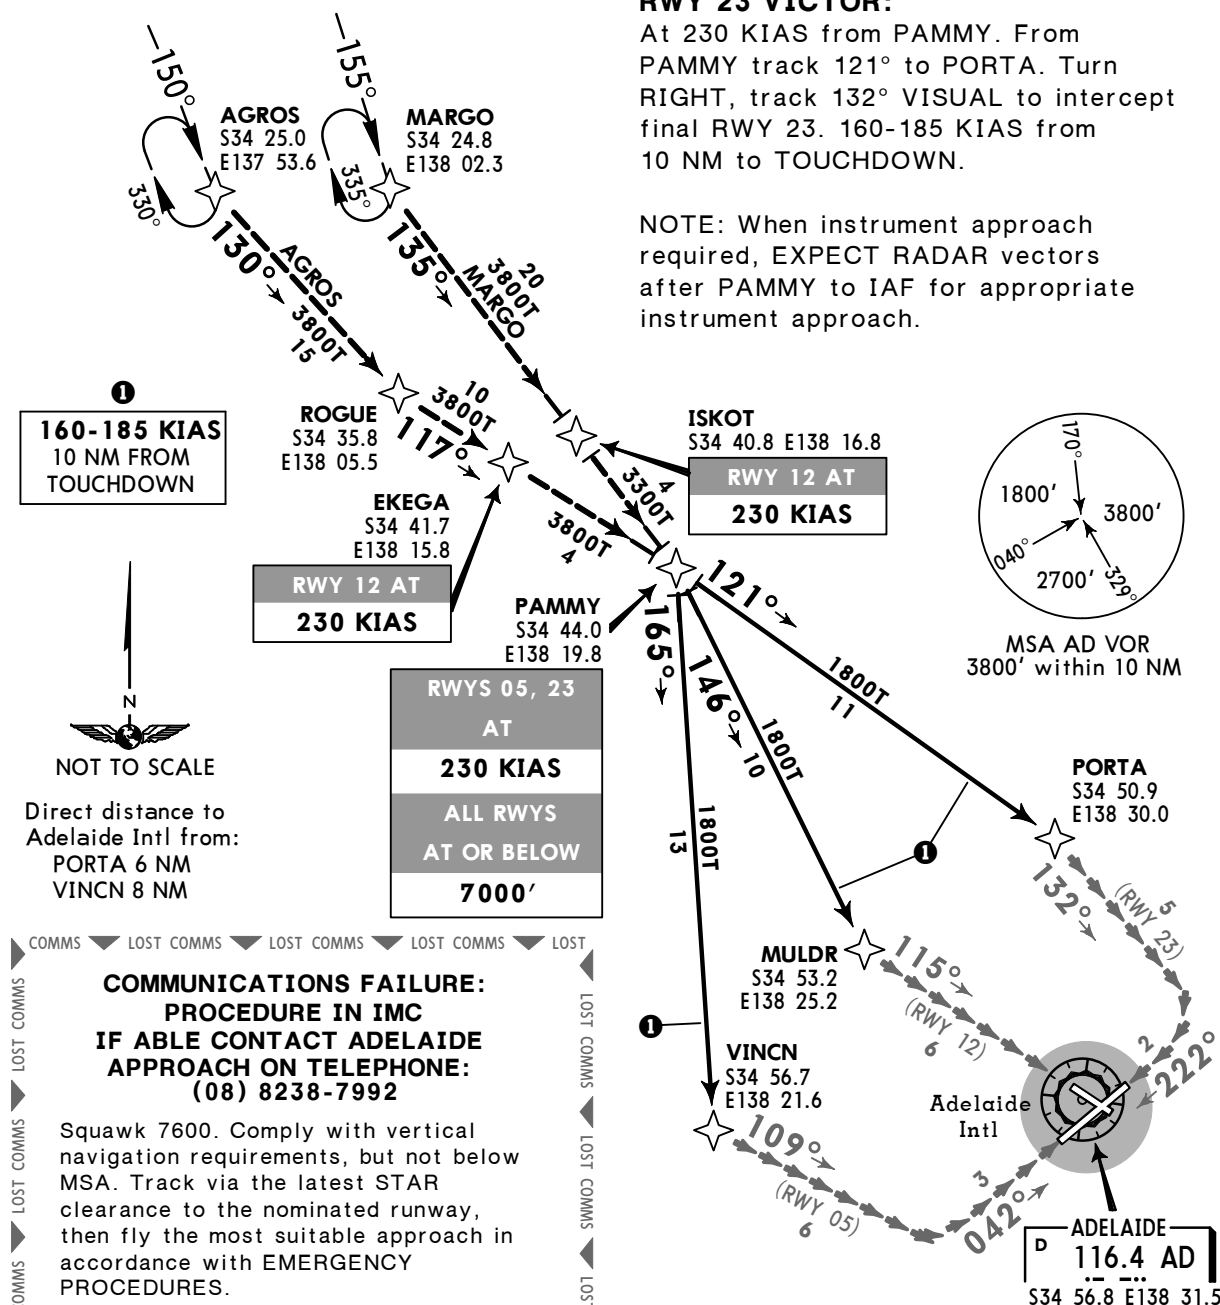 RWY 23 VICTOR:
At 230 KIAS from PAMMY. From
PAMMY track 121° to PORTA. Turn
RIGHT, track 132° VISUAL to intercept
final RWY 23. 160-185 KIAS from
10 NM to TOUCHDOWN.
NOTE: When instrument approach
required, EXPECT RADAR vectors
after PAMMY to IAF for appropriate
instrument approach.
150°
155°
AGROS
S34 25.0
E137 53.6
MARGO
S34 24.8
E138 02.3
330°
335°
130°
AGROS
3800T
15
135°
20
3800T
MARGO
1
160-185 KIAS
10 NM FROM
TOUCHDOWN
ROGUE
S34 35.8
E138 05.5
10
3800T
117°
ISKOT
S34 40.8 E138 16.8
RWY 12 AT
230 KIAS
4
3300T
EKEGA
S34 41.7
E138 15.8
RWY 12 AT
230 KIAS
3800T
4
170°
1800'
3800'
040°
2700'
329°
MSA AD VOR
3800' within 10 NM
PAMMY
S34 44.0
E138 19.8
RWYS 05, 23
AT
230 KIAS
ALL RWYS
AT OR BELOW
7000'
121°
165°
146°
1800T
11
1800T
10
1800T
13
N
NOT TO SCALE
Direct distance to
Adelaide Intl from:
PORTA 6 NM
VINCN 8 NM
PORTA
S34 50.9
E138 30.0
132°
5
(RWY 23)
1
MULDR
S34 53.2
E138 25.2
115°
(RWY 12)
6
1
VINCN
S34 56.7
E138 21.6
109°
(RWY 05)
6
2
222°
3
042°
Adelaide
Intl
ADELAIDE
D 116.4 AD
S34 56.8 E138 31.5
COMMS LOST COMMS LOST COMMS LOST COMMS LOST
LOST COMMS
LOST COMMS
LOST COMMS
COMMS
LOST COMMS
LOST COMMS
LOST
COMMUNICATIONS FAILURE:
PROCEDURE IN IMC
IF ABLE CONTACT ADELAIDE
APPROACH ON TELEPHONE:
(08) 8238-7992
Squawk 7600. Comply with vertical
navigation requirements, but not below
MSA. Track via the latest STAR
clearance to the nominated runway,
then fly the most suitable approach in
accordance with EMERGENCY
PROCEDURES.